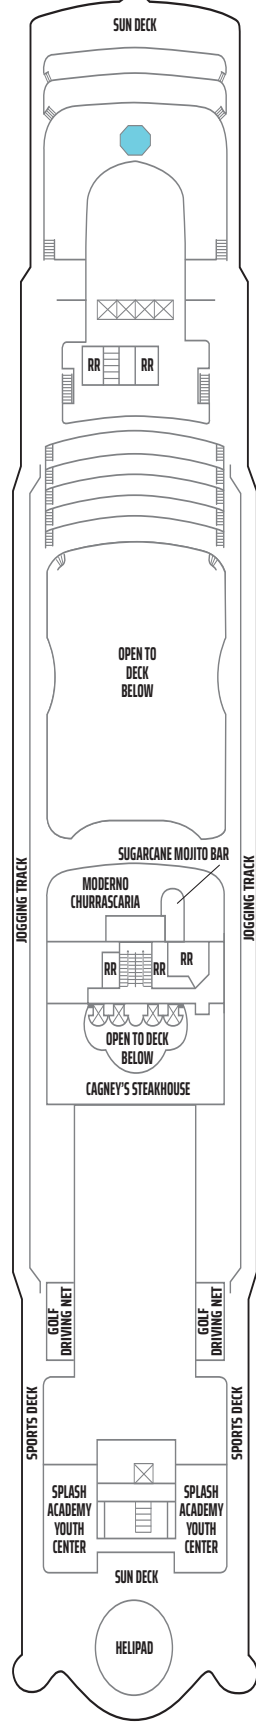 SUN DECK
RR
RR
OPEN TO
DECK
BELOW
SUGARCANE MOJITO BAR
MODERNO
CHURRASCARIA
JOGGING TRACK
JOGGING TRACK
RR
RR
RR
OPEN TO DECK
BELOW
CAGNEY'S STEAKHOUSE
GOLF
DRIVING NET
GOLF
DRIVING NET
SPORTS DECK
SPORTS DECK
SPLASH
ACADEMY
YOUTH
CENTER
SPLASH
ACADEMY
YOUTH
CENTER
SUN DECK
HELIPAD